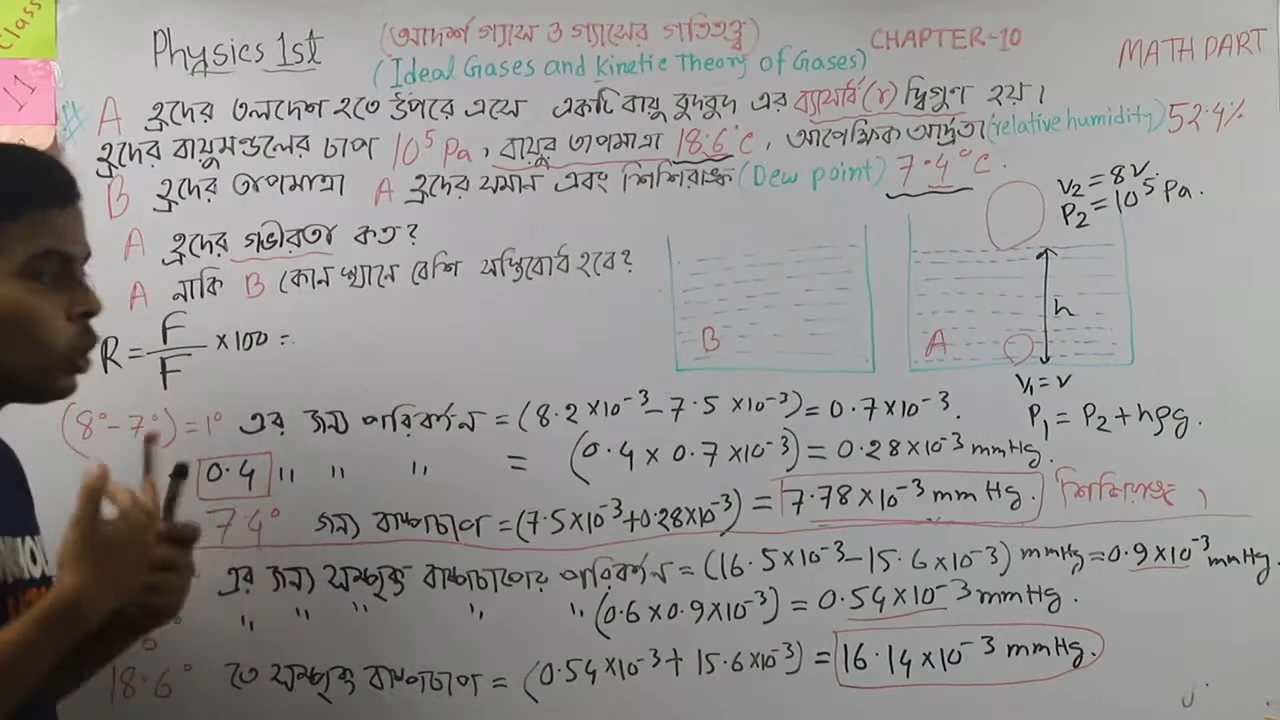 Class
11
Physics 1st
(আদর্শ গ্যাস ও গ্যাসের গতিতত্ত্ব)
CHAPTER-10
MATH PART
(Ideal Gases and Kinetic Theory of Gases)
# A হ্রদের তলদেশ হতে উপরে এসে একটি বায়ু বুদবুদ এর ব্যাসার্ধ (r) দ্বিগুণ হয়।
হ্রদের বায়ুমণ্ডলের চাপ 10⁵ Pa, বায়ুর তাপমাত্রা 18.6°C, আপেক্ষিক আর্দ্রতা (relative humidity) 52.4%
B হ্রদের তাপমাত্রা A হ্রদের সমান এবং শিশিরাঙ্ক (Dew point) 7.4°C.
A হ্রদের গভীরতা কত?
A নাকি B কোন স্থানে বেশি স্বস্তিবোধ হবে?
V₂ = 8V
P₂ = 10⁵ Pa.
h
B
A
V₁ = V
P₁ = P₂ + hρg.
R = F/F × 100 =
(8° - 7°) = 1° এর জন্য পরিবর্তন = (8.2 × 10⁻³ - 7.5 × 10⁻³) = 0.7 × 10⁻³.
0.4 " " " = (0.4 × 0.7 × 10⁻³) = 0.28 × 10⁻³ mmHg.
7.4° জন্য বাষ্পচাপ = (7.5 × 10⁻³ + 0.28 × 10⁻³) = 7.78 × 10⁻³ mm Hg. শিশিরাঙ্ক,
এর জন্য সম্পৃক্ত বাষ্পচাপের পরিবর্তন = (16.5 × 10⁻³ - 15.6 × 10⁻³) mmHg = 0.9 × 10⁻³ mmHg.
" " " " " (0.6 × 0.9 × 10⁻³) = 0.54 × 10⁻³ mmHg.
18.6° তে সম্পৃক্ত বাষ্পচাপ = (0.54 × 10⁻³ + 15.6 × 10⁻³) = 16.14 × 10⁻³ mmHg.